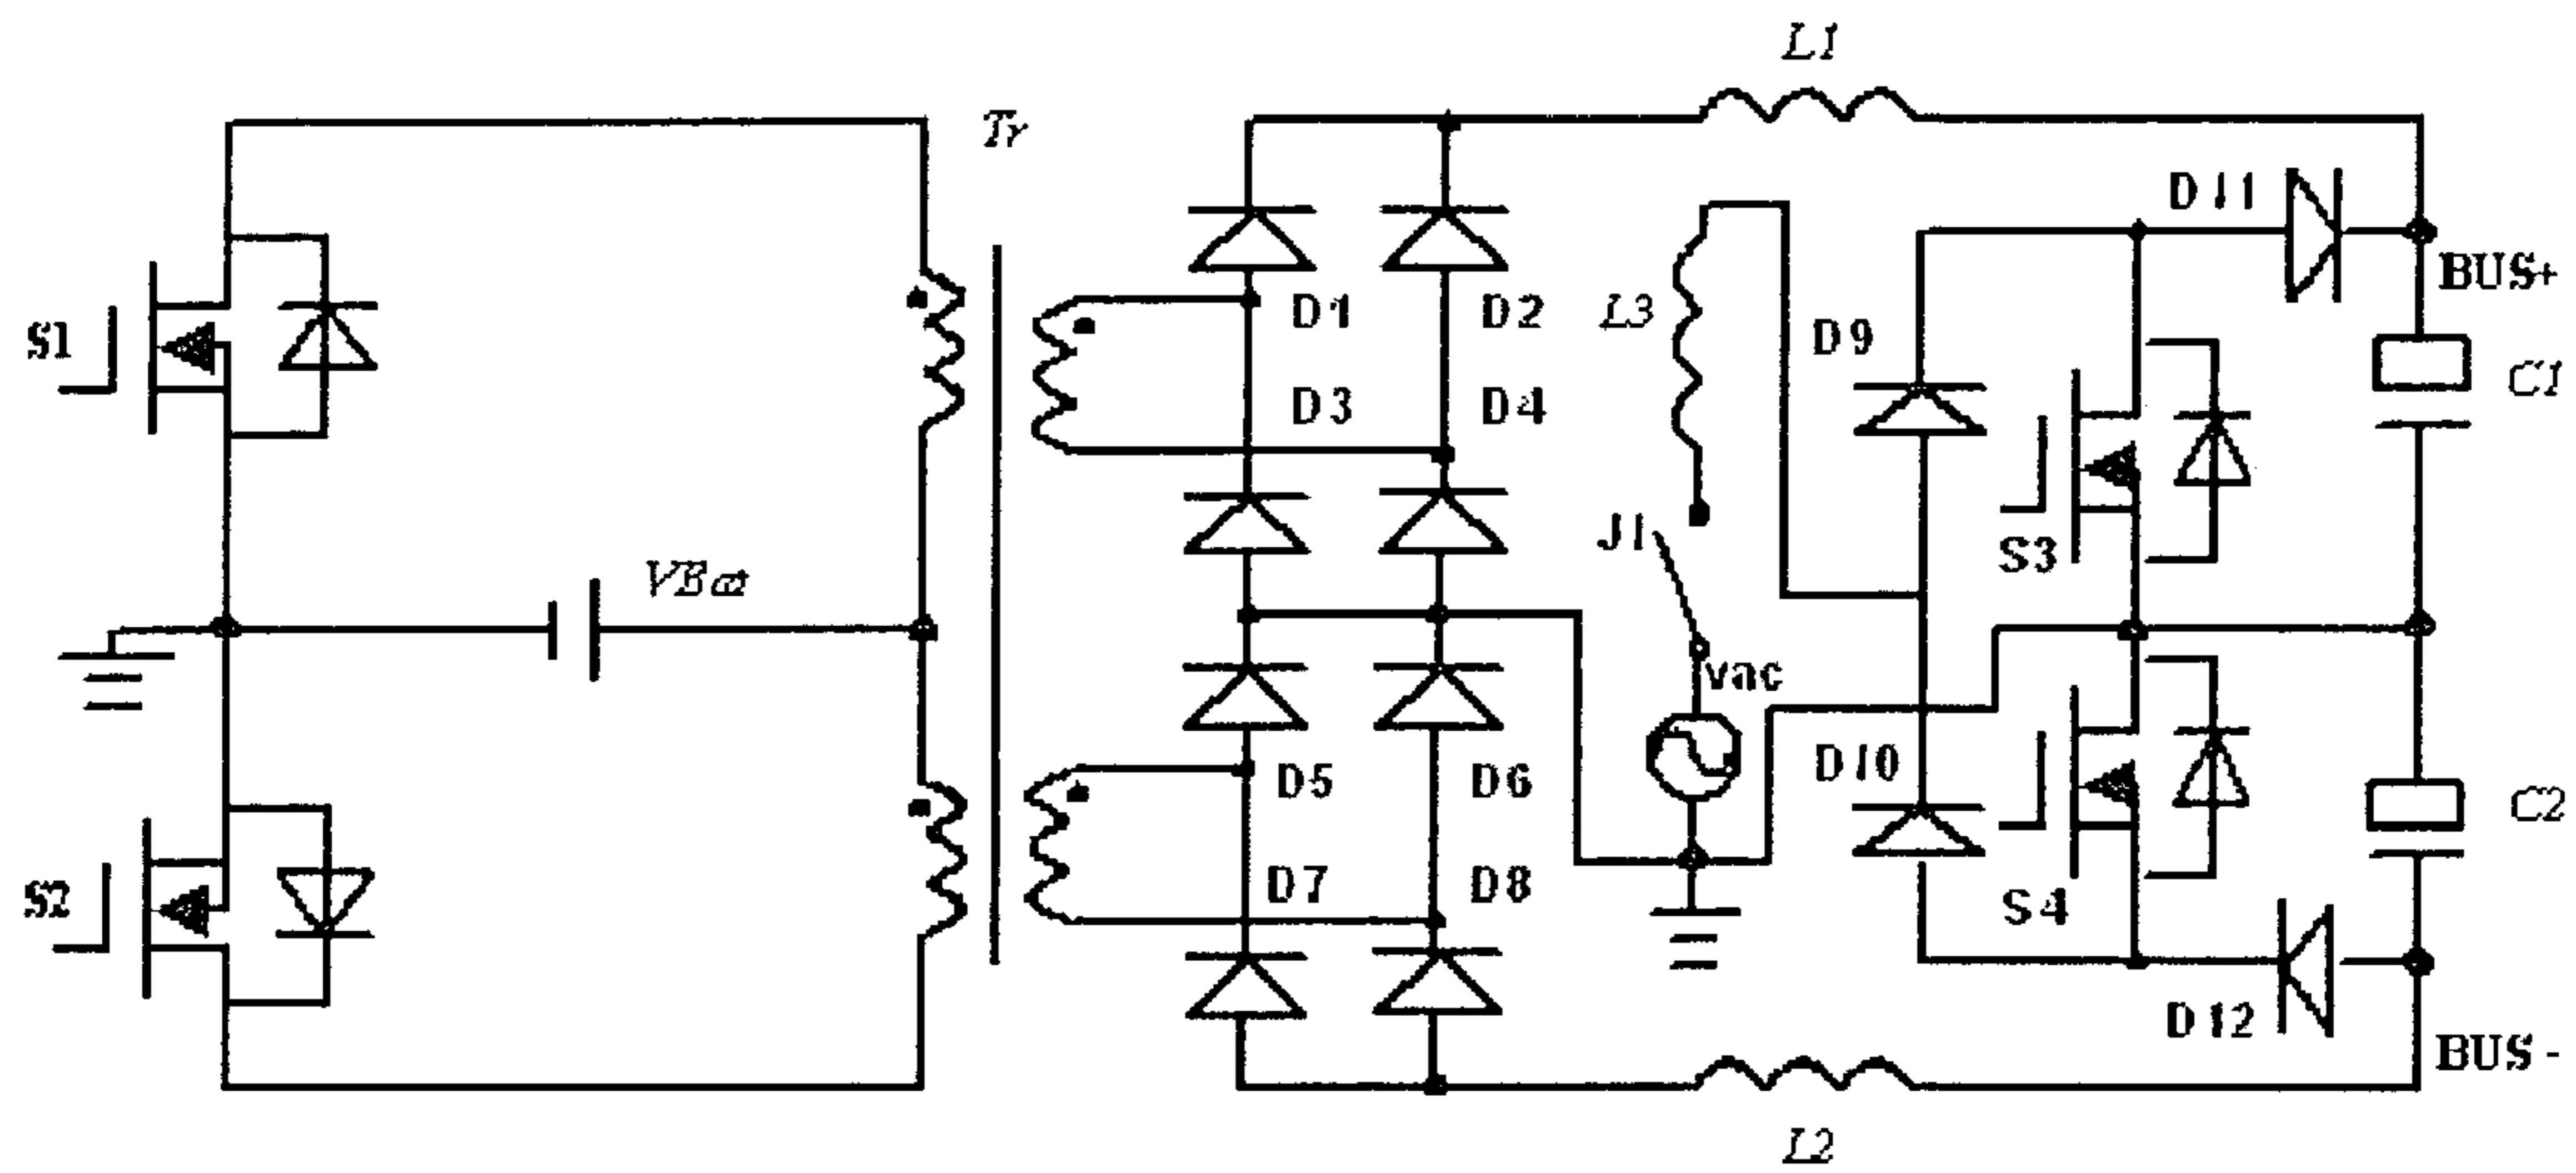 L1
Tr
D11
BUS+
S1
D1 D2 L3 D9
D3 D4 C1
J1 S3
VBat
vac
D5 D6 D10 C2
S2 D7 D8 S4
D12
BUS-
L2